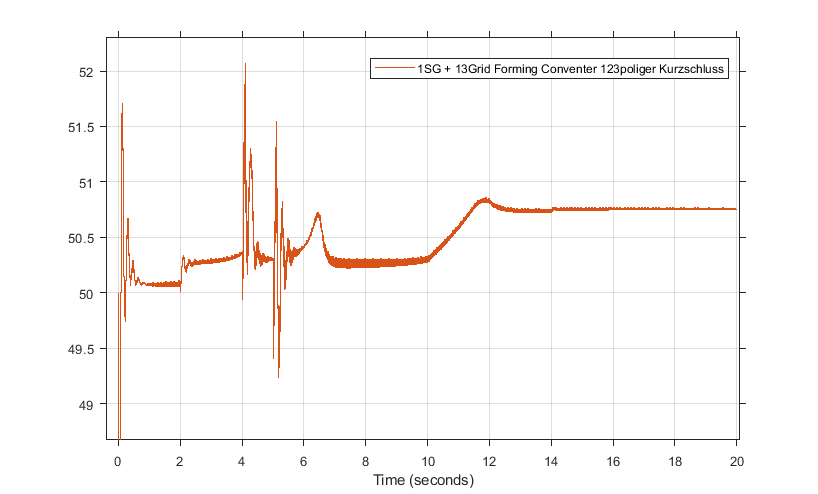 1SG + 13Grid Forming Conventer 123poliger Kurzschluss
52
51.5
51
50.5
50
49.5
49
0 2 4 6 8 10 12 14 16 18 20
Time (seconds)